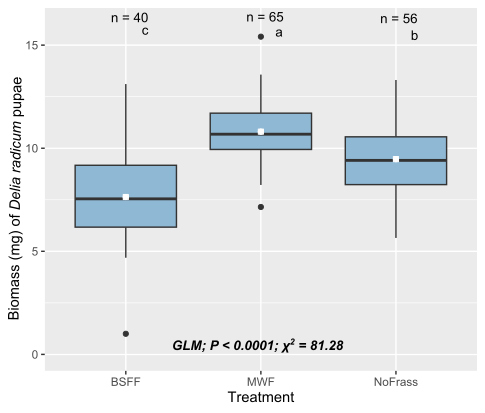 n = 40
n = 65
n = 56
c
a
b
15
10
5
0
Biomass (mg) of Delia radicum pupae
GLM; P < 0.0001; χ² = 81.28
BSFF
MWF
NoFrass
Treatment